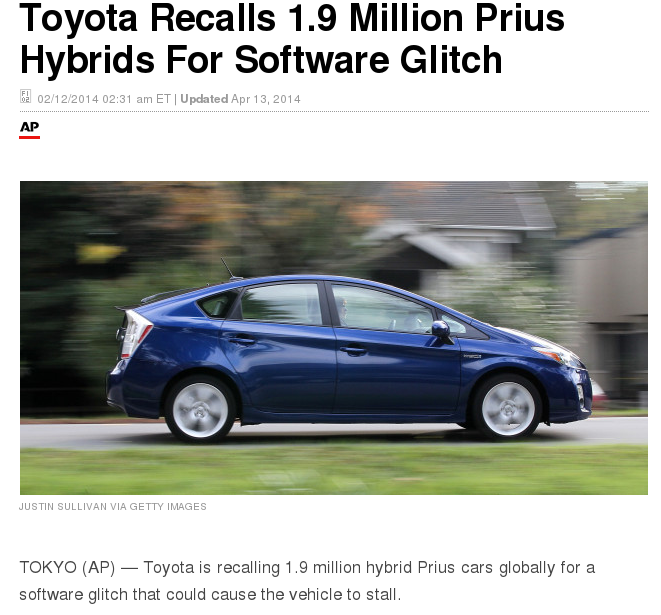 Toyota Recalls 1.9 Million Prius
Hybrids For Software Glitch
02/12/2014 02:31 am ET | Updated Apr 13, 2014
AP
JUSTIN SULLIVAN VIA GETTY IMAGES
TOKYO (AP) — Toyota is recalling 1.9 million hybrid Prius cars globally for a
software glitch that could cause the vehicle to stall.